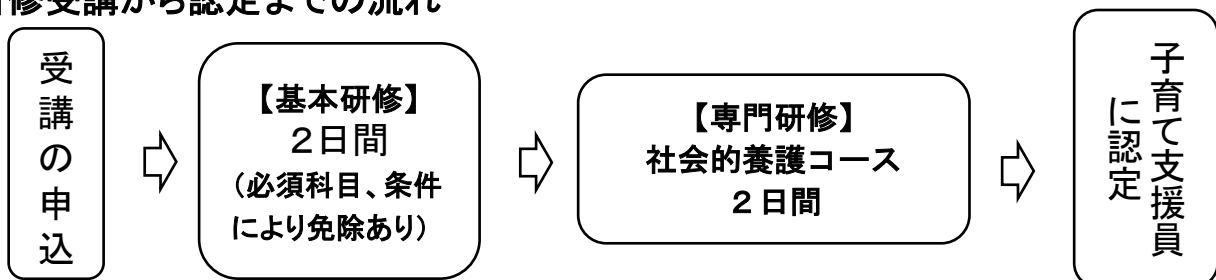 修受講から認定までの流れ
受講の申込
【基本研修】
２日間
（必須科目、条件
により免除あり）
【専門研修】
社会的養護コース
２日間
子育て支援員
に認定